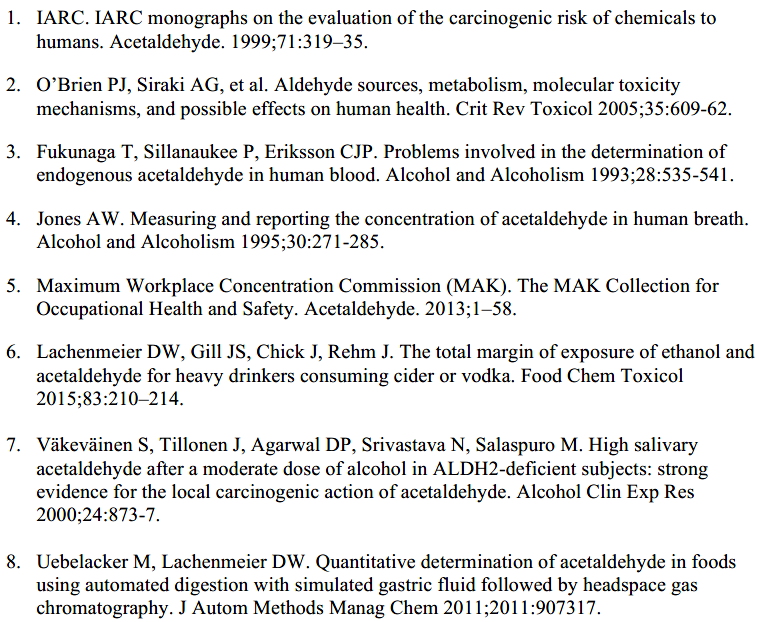 1. IARC. IARC monographs on the evaluation of the carcinogenic risk of chemicals to
humans. Acetaldehyde. 1999;71:319–35.
2. O’Brien PJ, Siraki AG, et al. Aldehyde sources, metabolism, molecular toxicity
mechanisms, and possible effects on human health. Crit Rev Toxicol 2005;35:609-62.
3. Fukunaga T, Sillanaukee P, Eriksson CJP. Problems involved in the determination of
endogenous acetaldehyde in human blood. Alcohol and Alcoholism 1993;28:535-541.
4. Jones AW. Measuring and reporting the concentration of acetaldehyde in human breath.
Alcohol and Alcoholism 1995;30:271-285.
5. Maximum Workplace Concentration Commission (MAK). The MAK Collection for
Occupational Health and Safety. Acetaldehyde. 2013;1–58.
6. Lachenmeier DW, Gill JS, Chick J, Rehm J. The total margin of exposure of ethanol and
acetaldehyde for heavy drinkers consuming cider or vodka. Food Chem Toxicol
2015;83:210–214.
7. Väkeväinen S, Tillonen J, Agarwal DP, Srivastava N, Salaspuro M. High salivary
acetaldehyde after a moderate dose of alcohol in ALDH2-deficient subjects: strong
evidence for the local carcinogenic action of acetaldehyde. Alcohol Clin Exp Res
2000;24:873-7.
8. Uebelacker M, Lachenmeier DW. Quantitative determination of acetaldehyde in foods
using automated digestion with simulated gastric fluid followed by headspace gas
chromatography. J Autom Methods Manag Chem 2011;2011:907317.